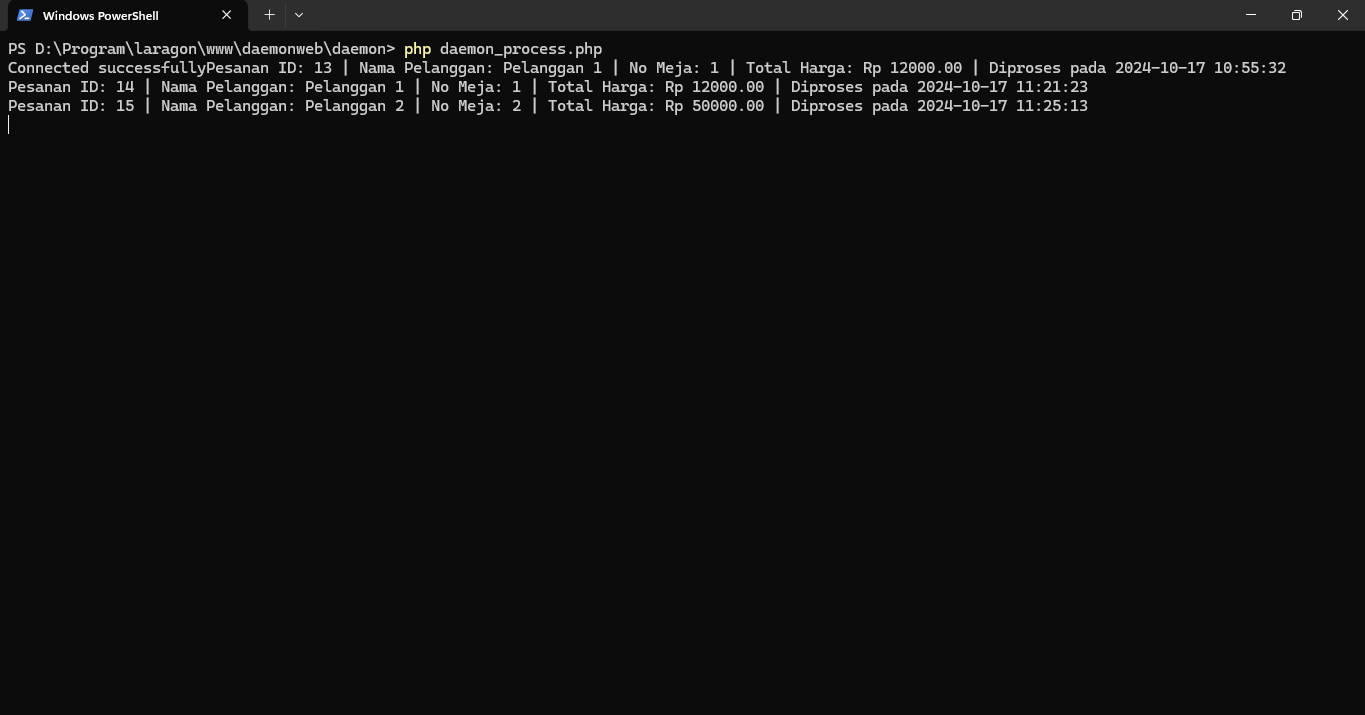 Windows PowerShell
PS D:\Program\laragon\www\daemonweb\daemon> php daemon_process.php
Connected successfullyPesanan ID: 13 | Nama Pelanggan: Pelanggan 1 | No Meja: 1 | Total Harga: Rp 12000.00 | Diproses pada 2024-10-17 10:55:32
Pesanan ID: 14 | Nama Pelanggan: Pelanggan 1 | No Meja: 1 | Total Harga: Rp 12000.00 | Diproses pada 2024-10-17 11:21:23
Pesanan ID: 15 | Nama Pelanggan: Pelanggan 2 | No Meja: 2 | Total Harga: Rp 50000.00 | Diproses pada 2024-10-17 11:25:13